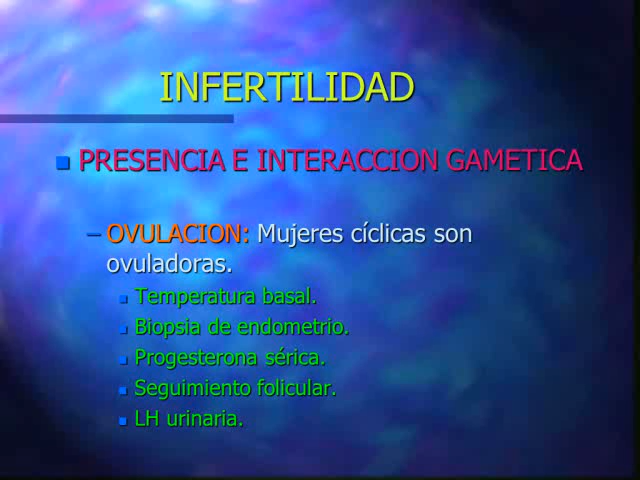 INFERTILIDAD
PRESENCIA E INTERACCION GAMETICA
– OVULACION: Mujeres cíclicas son
ovuladoras.
Temperatura basal.
Biopsia de endometrio.
Progesterona sérica.
Seguimiento folicular.
LH urinaria.